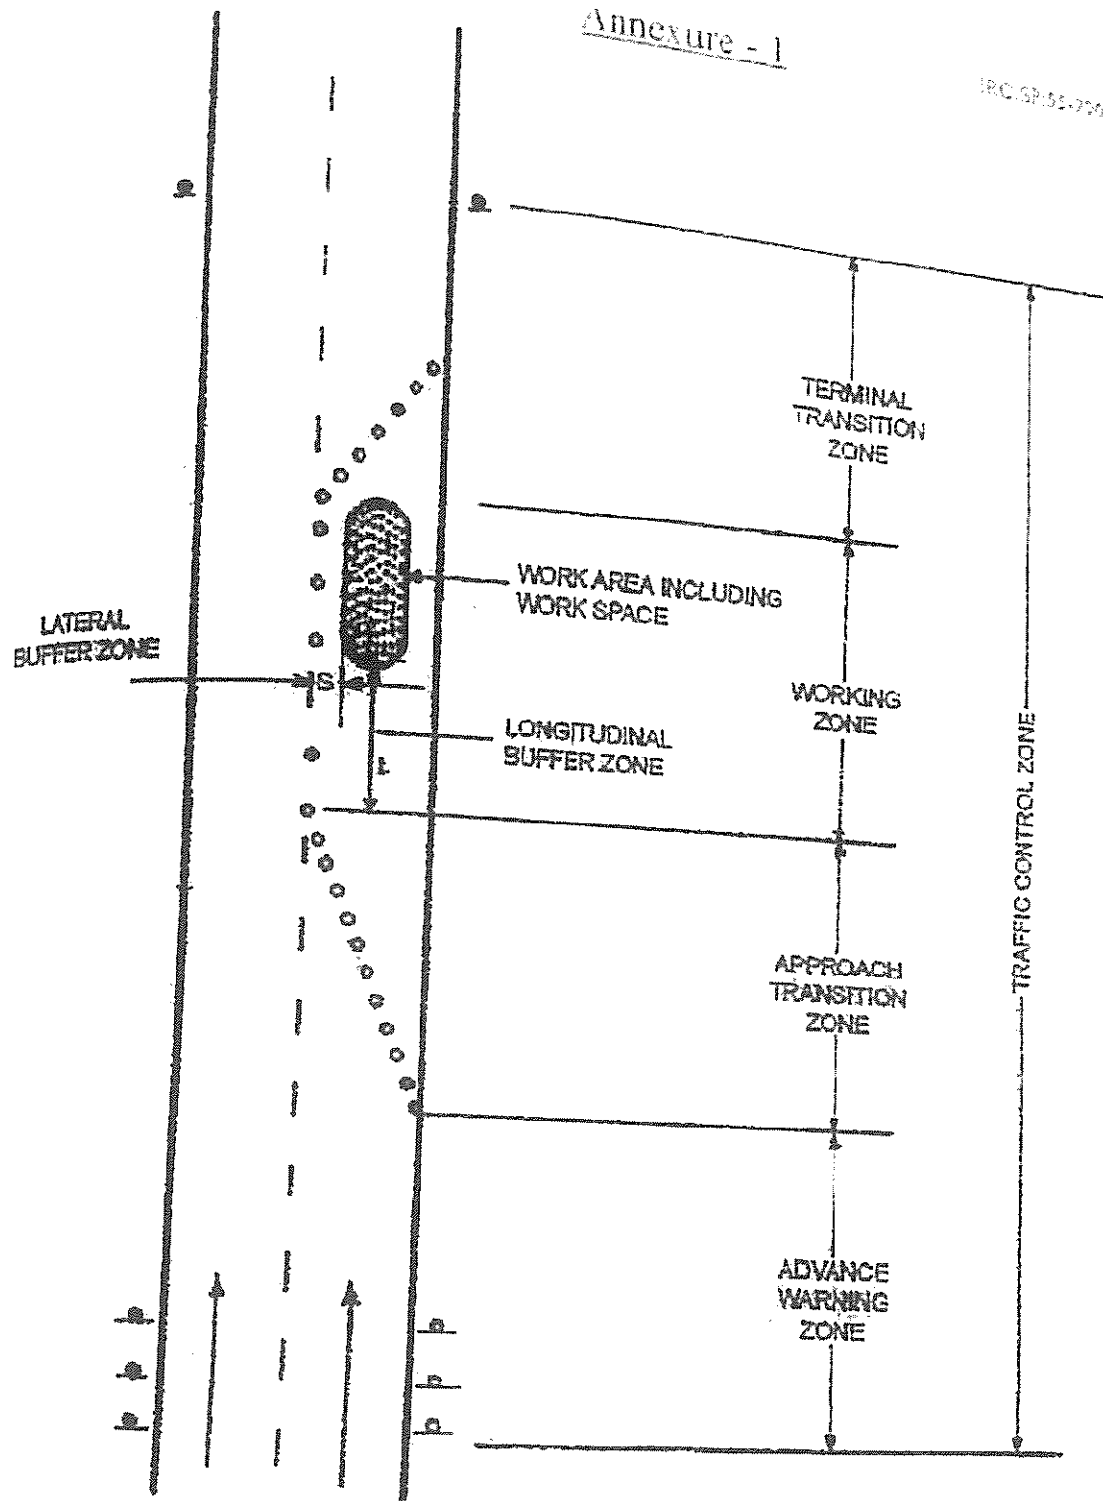 Annexure - 1
TERMINAL
TRANSITION
ZONE
WORK AREA INCLUDING
WORK SPACE
LATERAL
BUFFER ZONE
S
WORKING
ZONE
LONGITUDINAL
BUFFER ZONE
L
TRAFFIC CONTROL ZONE
APPROACH
TRANSITION
ZONE
ADVANCE
WARNING
ZONE